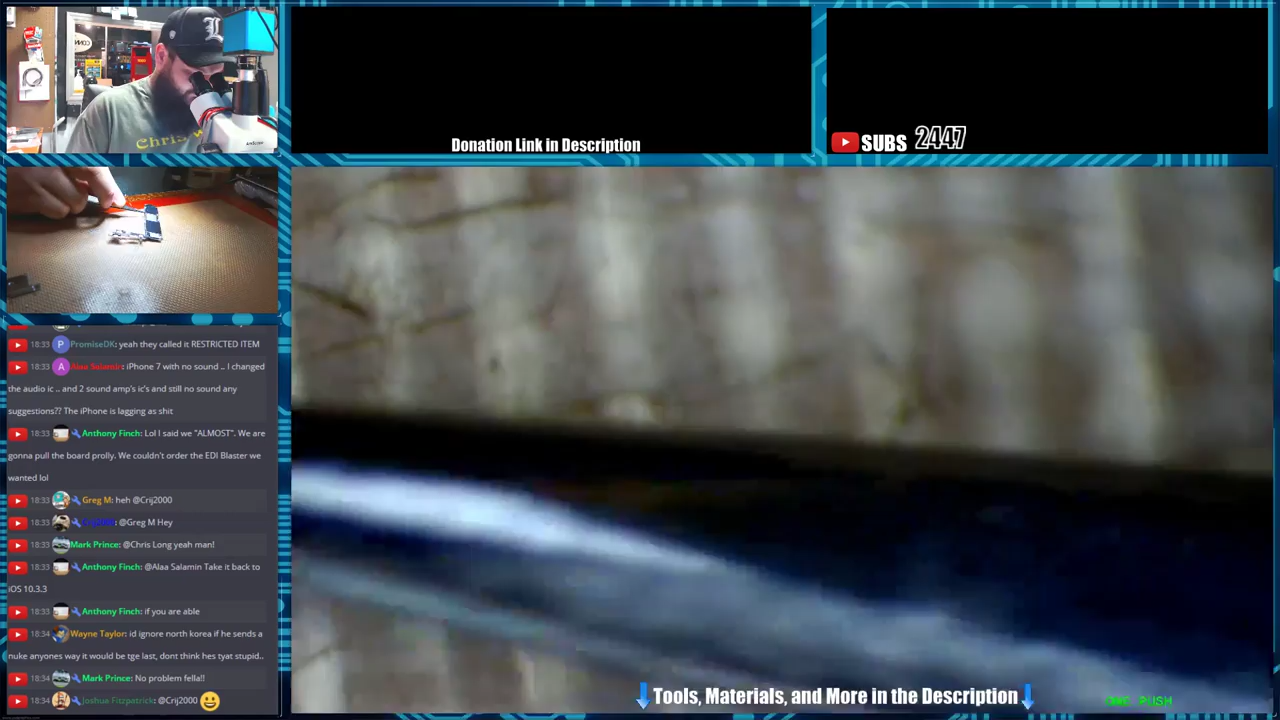 Donation Link in Description
SUBS 2447
PromiseDK: yeah they called it RESTRICTED ITEM
18:33 A Alaa Salamin: iPhone 7 with no sound .. I changed
the audio ic .. and 2 sound amp's ic's and still no sound any
suggestions?? The iPhone is lagging as shit
18:33 Anthony Finch: Lol I said we "ALMOST". We are
gonna pull the board prolly. We couldn't order the EDI Blaster we
wanted lol
18:33 Greg M: heh @Crij2000
18:33 Crij2000: @Greg M Hey
18:33 Mark Prince: @Chris Long yeah man!
18:33 Anthony Finch: @Alaa Salamin Take it back to
iOS 10.3.3
18:33 Anthony Finch: if you are able
18:34 Wayne Taylor: id ignore north korea if he sends a
nuke anyones way it would be tge last, dont think hes tyat stupid..
18:34 Mark Prince: No problem fella!!
18:34 Joshua Fitzpatrick: @Crij2000 😀
Tools, Materials, and More in the Description
ONE PUSH